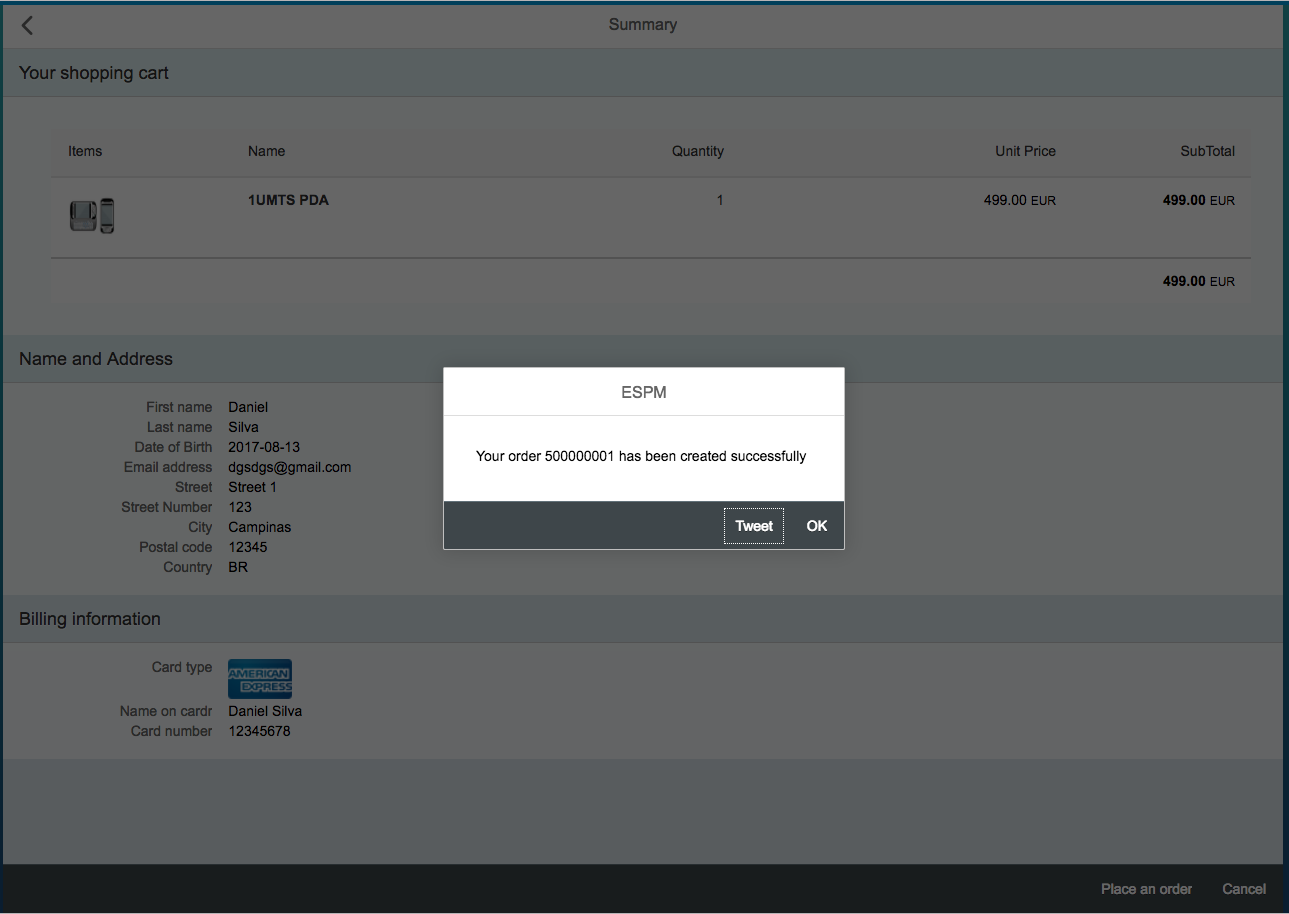 Summary
Your shopping cart
Items Name Quantity Unit Price SubTotal
1UMTS PDA 1 499.00 EUR 499.00 EUR
499.00 EUR
Name and Address
First name Daniel
Last name Silva
Date of Birth 2017-08-13
Email address dgsdgs@gmail.com
Street Street 1
Street Number 123
City Campinas
Postal code 12345
Country BR
ESPM
Your order 500000001 has been created successfully
Tweet OK
Billing information
Card type AMERICAN
EXPRESS
Name on cardr Daniel Silva
Card number 12345678
Place an order Cancel